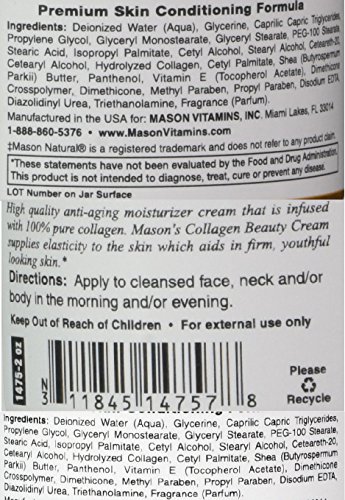 Premium Skin Conditioning Formula
Ingredients: Deionized Water (Aqua), Glycerine, Caprilic Capric Triglycerides,
Propylene Glycol, Glyceryl Monostearate, Glyceryl Stearate, PEG-100 Stearate,
Stearic Acid, Isopropyl Palmitate, Cetyl Alcohol, Stearyl Alcohol, Ceteareth-20,
Cetearyl Alcohol, Hydrolyzed Collagen, Cetyl Palmitate, Shea (Butyrospermum
Parkii) Butter, Panthenol, Vitamin E (Tocopherol Acetate), Dimethicone
Crosspolymer, Dimethicone, Methyl Paraben, Propyl Paraben, Disodium EDTA,
Diazolidinyl Urea, Triethanolamine, Fragrance (Parfum).
Manufactured in the USA for: MASON VITAMINS, INC. Miami Lakes, Fl. 33014
1-888-860-5376 • www.MasonVitamins.com
‡Mason Natural® is a registered trademark and does not refer to any product claim.
*These statements have not been evaluated by the Food and Drug Administration.
This product is not intended to diagnose, treat, cure or prevent any disease.
LOT Number on Jar Surface
High quality anti-aging moisturizer cream that is infused
with 100% pure collagen. Mason's Collagen Beauty Cream
supplies elasticity to the skin which aids in firm, youthful
looking skin.*
Directions: Apply to cleansed face, neck and/or
body in the morning and/or evening.
Keep Out of Reach of Children • For external use only
1475-2 oz
N
3 11845 14757 8
Please
Recycle
Ingredients: Deionized Water (Aqua), Glycerine, Caprilic Capric Triglycerides,
Propylene Glycol, Glyceryl Monostearate, Glyceryl Stearate, PEG-100 Stearate,
Stearic Acid, Isopropyl Palmitate, Cetyl Alcohol, Stearyl Alcohol, Ceteareth-20,
Cetearyl Alcohol, Hydrolyzed Collagen, Cetyl Palmitate, Shea (Butyrospermum
Parkii) Butter, Panthenol, Vitamin E (Tocopherol Acetate), Dimethicone
Crosspolymer, Dimethicone, Methyl Paraben, Propyl Paraben, Disodium EDTA,
Diazolidinyl Urea, Triethanolamine, Fragrance (Parfum).